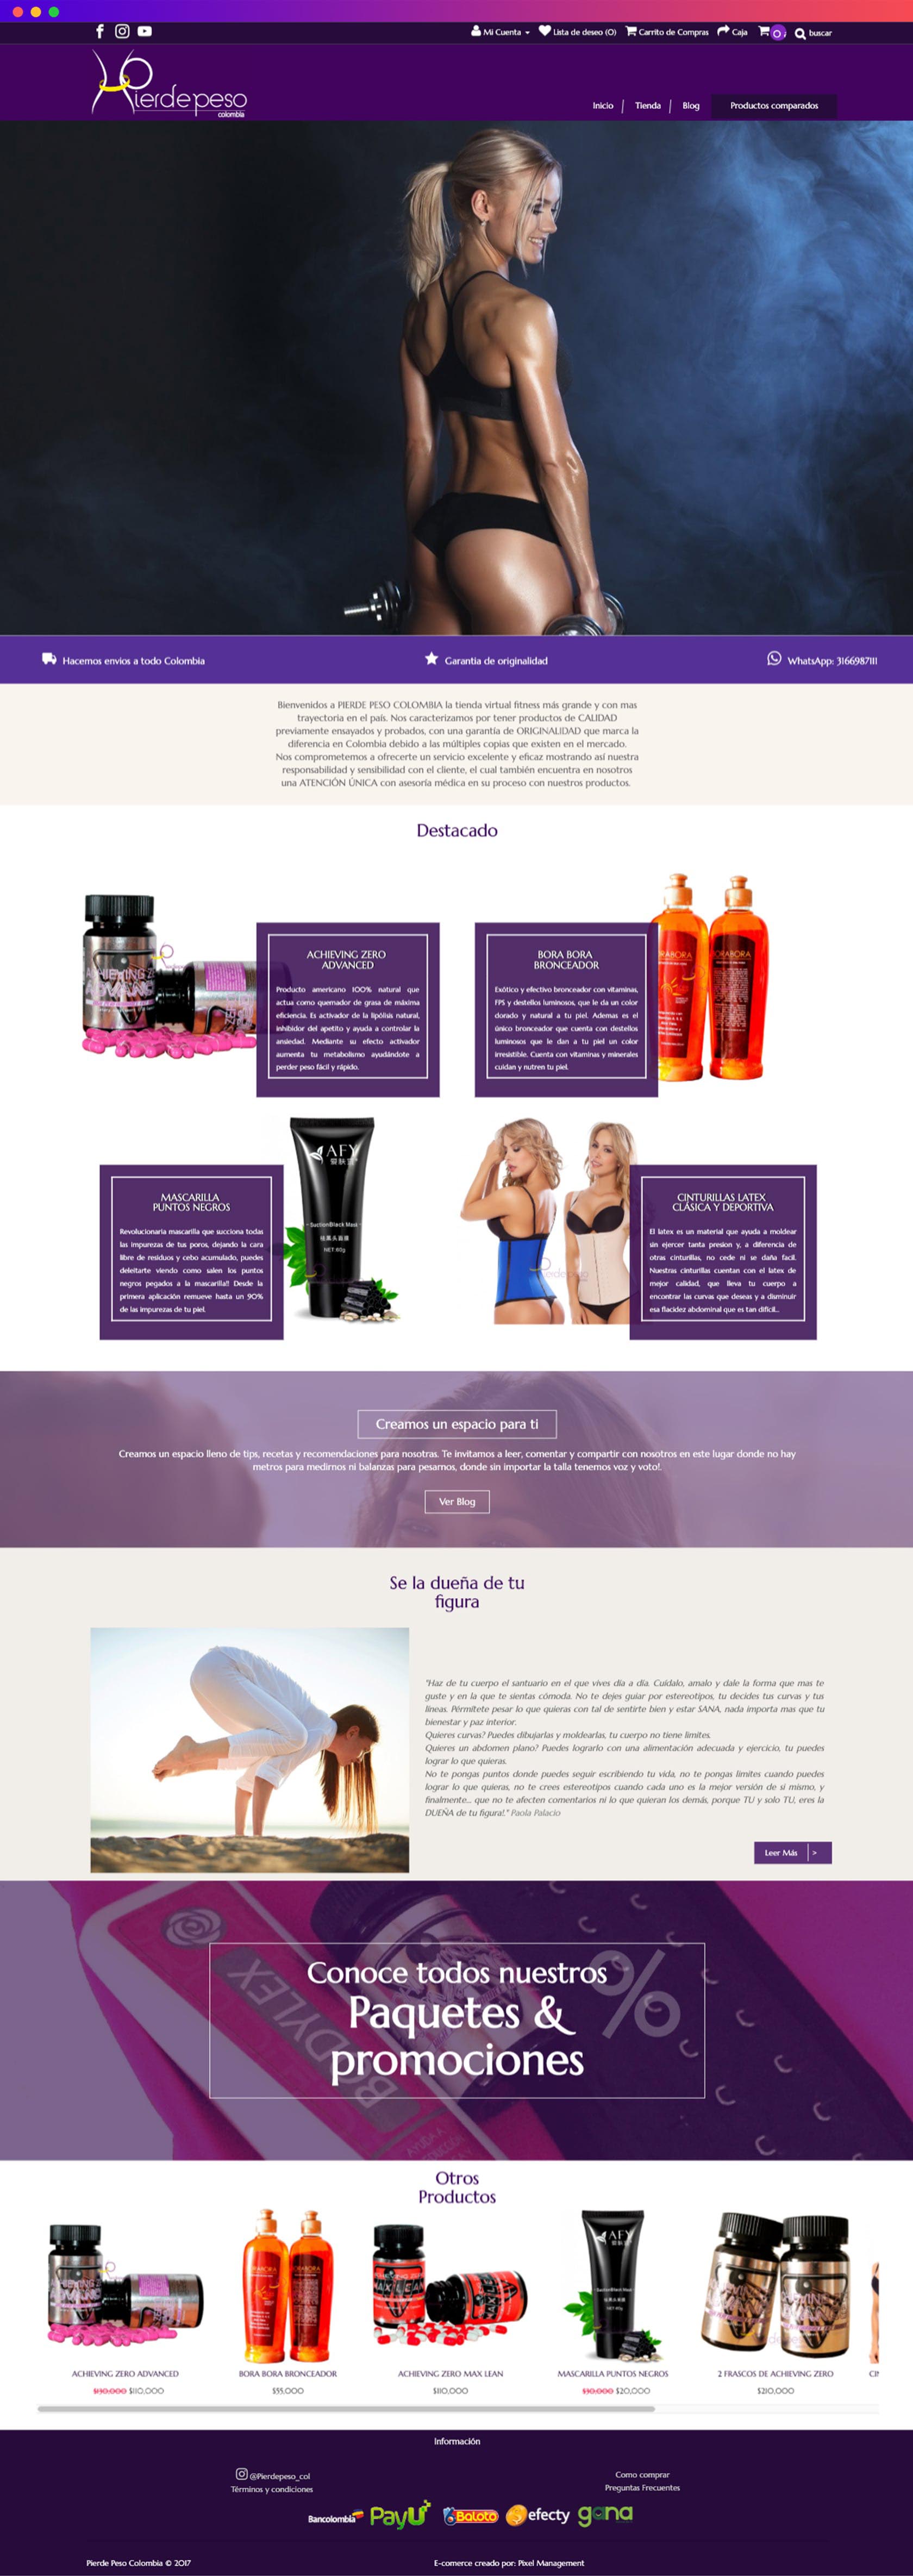 Mi Cuenta
Lista de deseo (0)
Carrito de Compras
Caja
0
buscar
Pierdepeso
colombia
Inicio
Tienda
Blog
Productos comparados
Hacemos envios a todo Colombia
Garantia de originalidad
WhatsApp: 3166987111
Bienvenidos a PIERDE PESO COLOMBIA la tienda virtual fitness más grande y con mas
trayectoria en el país. Nos caracterizamos por tener productos de CALIDAD
previamente ensayados y probados, con una garantía de ORIGINALIDAD que marca la
diferencia en Colombia debido a las múltiples copias que existen en el mercado.
Nos comprometemos a ofrecerte un servicio excelente y eficaz mostrando así nuestra
responsabilidad y sensibilidad con el cliente, el cual también encuentra en nosotros
una ATENCIÓN ÚNICA con asesoría médica en su proceso con nuestros productos.
Destacado
ACHIEVING ZERO
ADVANCED
Producto americano 100% natural que
actua como quemador de grasa de máxima
eficiencia. Es activador de la lipólisis natural,
inhibidor del apetito y ayuda a controlar la
ansiedad. Mediante su efecto activador
aumenta tu metabolismo ayudándote a
perder peso fácil y rápido.
BORA BORA
BRONCEADOR
Exótico y efectivo bronceador con vitaminas,
FPS y destellos luminosos, que le da un color
dorado y natural a tu piel. Ademas es el
único bronceador que cuenta con destellos
luminosos que le dan a tu piel un color
irresistible. Cuenta con vitaminas y minerales
cuidan y nutren tu piel.
MASCARILLA
PUNTOS NEGROS
Revolucionaria mascarilla que succiona todas
las impurezas de tus poros, dejando la cara
libre de residuos y cebo acumulado, puedes
deleitarte viendo como salen los puntos
negros pegados a la mascarilla!! Desde la
primera aplicación remueve hasta un 90%
de las impurezas de tu piel.
AFY
SuctionBlack Mask
NET:60g
CINTURILLAS LATEX
CLÁSICA Y DEPORTIVA
El latex es un material que ayuda a moldear
sin ejercer tanta presion y, a diferencia de
otras cinturillas, no cede ni se daña facil.
Nuestras cinturillas cuentan con el latex de
mejor calidad, que lleva tu cuerpo a
encontrar las curvas que deseas y a disminuir
esa flacidez abdominal que es tan difícil...
Creamos un espacio para ti
Creamos un espacio lleno de tips, recetas y recomendaciones para nosotras. Te invitamos a leer, comentar y compartir con nosotros en este lugar donde no hay
metros para medirnos ni balanzas para pesarnos, donde sin importar la talla tenemos voz y voto!.
Ver Blog
Se la dueña de tu
figura
"Haz de tu cuerpo el santuario en el que vives día a día. Cuidalo, amalo y dale la forma que mas te
guste y en la que te sientas cómoda. No te dejes guiar por estereotipos, tu decides tus curvas y tus
líneas. Pérmitete pesar lo que quieras con tal de sentirte bien y estar SANA, nada importa mas que tu
bienestar y paz interior.
Quieres curvas? Puedes dibujarlas y moldearlas, tu cuerpo no tiene límites.
Quieres un abdomen plano? Puedes lograrlo con una alimentación adecuada y ejercicio, tu puedes
lograr lo que quieras.
No te pongas puntos donde puedes seguir escribiendo tu vida, no te pongas límites cuando puedes
lograr lo que quieras, no te crees estereotipos cuando cada uno es la mejor versión de si mismo, y
finalmente... que no te afecten comentarios ni lo que quieran los demás, porque TU y solo TU, eres la
DUEÑA de tu figura!." Paola Palacio
Leer Más >
BODYLEX
Conoce todos nuestros
Paquetes &
promociones
%
Otros
Productos
ACHIEVING ZERO ADVANCED
$130,000 $110,000
BORA BORA BRONCEADOR
$55,000
ACHIEVING ZERO MAX LEAN
$110,000
MASCARILLA PUNTOS NEGROS
$30,000 $20,000
2 FRASCOS DE ACHIEVING ZERO
$210,000
CI
Información
@Pierdepeso_col
Términos y condiciones
Como comprar
Preguntas Frecuentes
Bancolombia
PayU
Baloto
efecty
gana
Pierde Peso Colombia © 2017
E-comerce creado por: Pixel Management